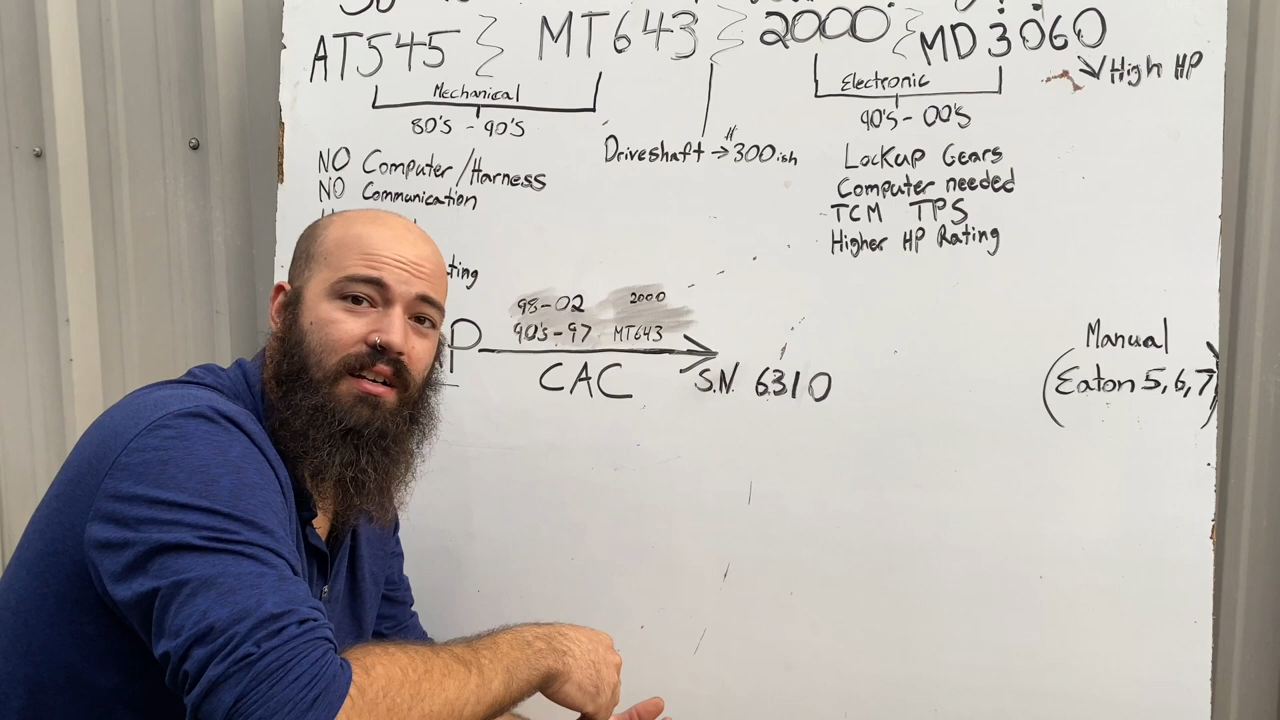 AT545 MT643 2000 MD3060
High HP
Mechanical
80's - 90's
Driveshaft → $300ish
Electronic
90's - 00's
NO Computer/Harness
NO Communication
ting
Lockup Gears
Computer needed
TCM TPS
Higher HP Rating
98-02 2000
90's-97 MT643
P
CAC
S.N. 6310
Manual
(Eaton 5,6,7)